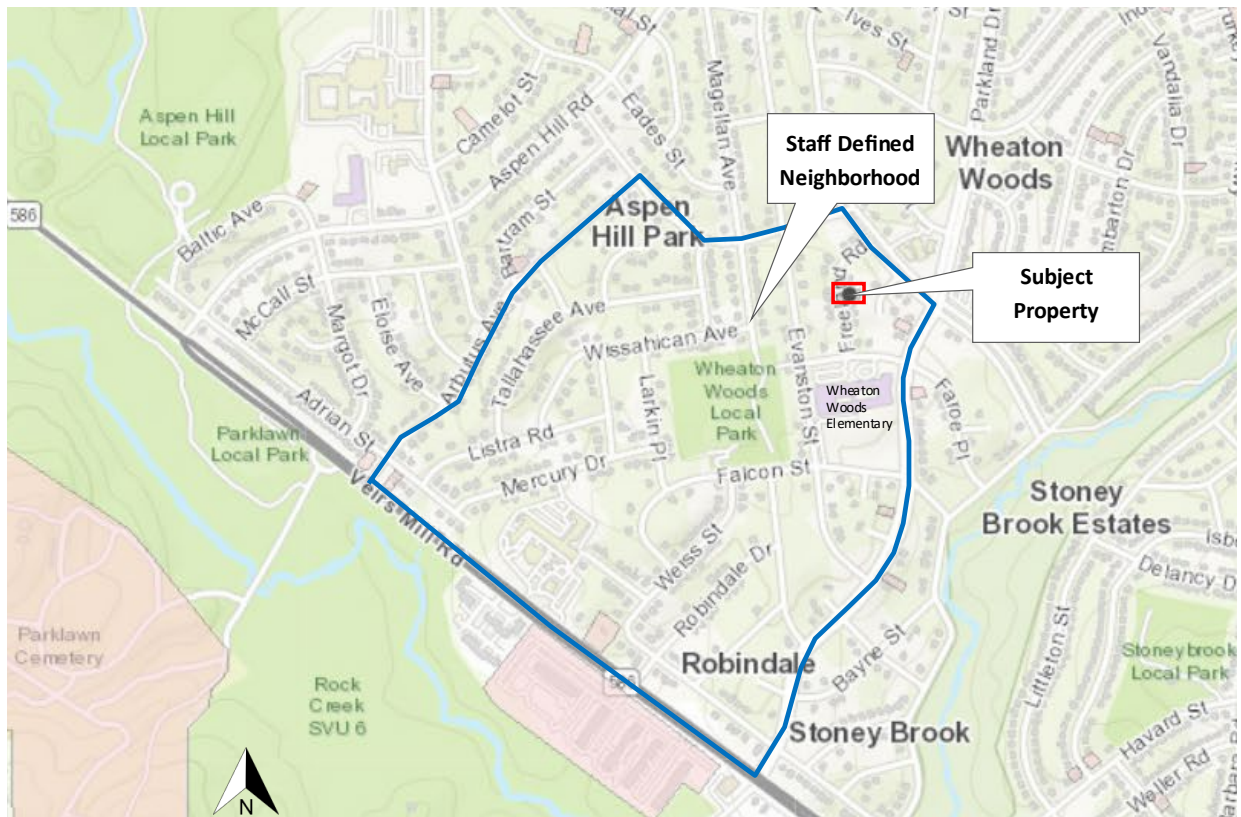 Ives St
Parkland Dr
Vandalia Dr
Magellan Ave
Eades St
Camelot St
Aspen Hill Rd
Aspen Hill
Local Park
Staff Defined
Neighborhood
Wheaton
Woods
586
Baltic Ave
Bartram St
Aspen
Hill Park
Subject
Property
McCall St
Margot Dr
Eloise Ave
Arbutus Ave
Tallahassee Ave
Wissahican Ave
Evanston St
Wheaton
Woods
Local
Park
Wheaton
Woods
Elementary
Larkin Pl
Faroe Pl
Adrian St
Parklawn
Local Park
Listra Rd
Mercury Dr
Falcon St
Veirs Mill Rd
Stoney
Brook Estates
Weiss St
Robindale Dr
Delancy D
Parklawn
Cemetery
Rock
Creek
SVU 6
Robindale
Bayne St
Littleton St
Stoneybrook
Local Park
Stoney Brook
Havard St
Weller Rd
N